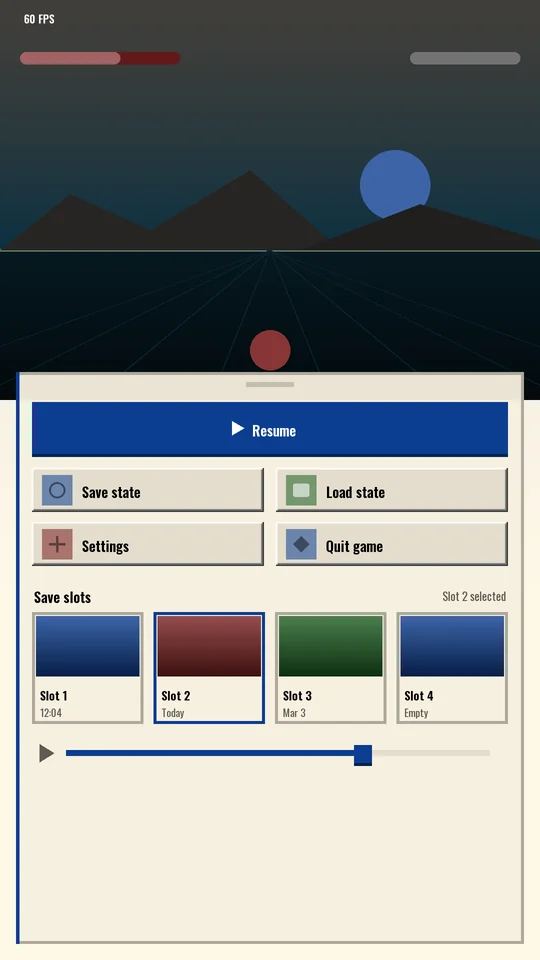 60 FPS
Resume
Save state
Load state
Settings
Quit game
Save slots
Slot 2 selected
Slot 1
12:04
Slot 2
Today
Slot 3
Mar 3
Slot 4
Empty